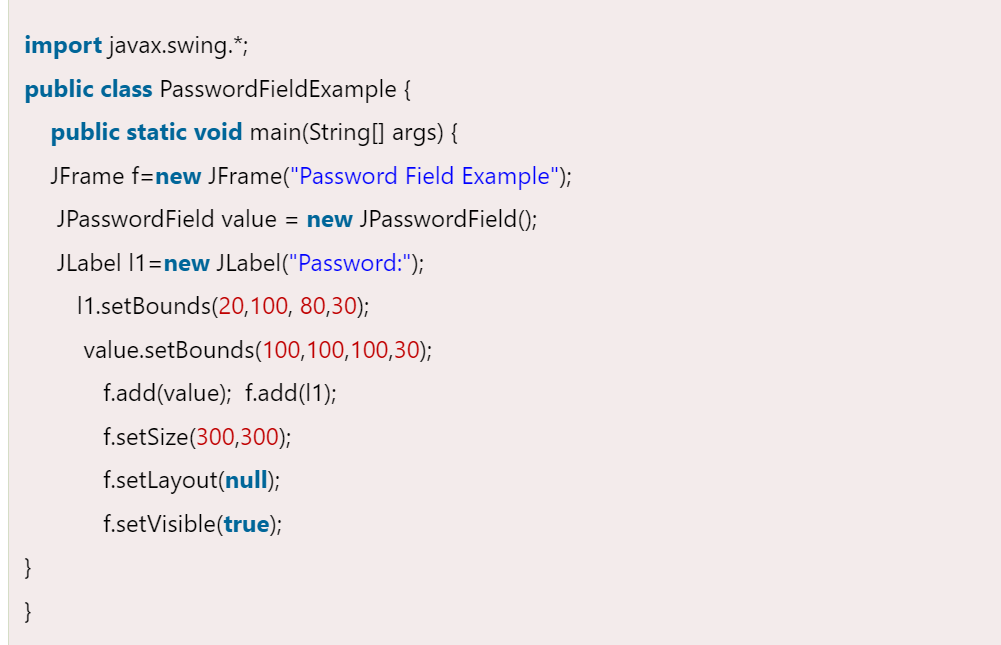 import javax.swing.*;
public class PasswordFieldExample {
public static void main(String[] args) {
JFrame f=new JFrame("Password Field Example");
JPasswordField value = new JPasswordField();
JLabel l1=new JLabel("Password:");
l1.setBounds(20,100, 80,30);
value.setBounds(100,100,100,30);
f.add(value);  f.add(l1);
f.setSize(300,300);
f.setLayout(null);
f.setVisible(true);
}
}